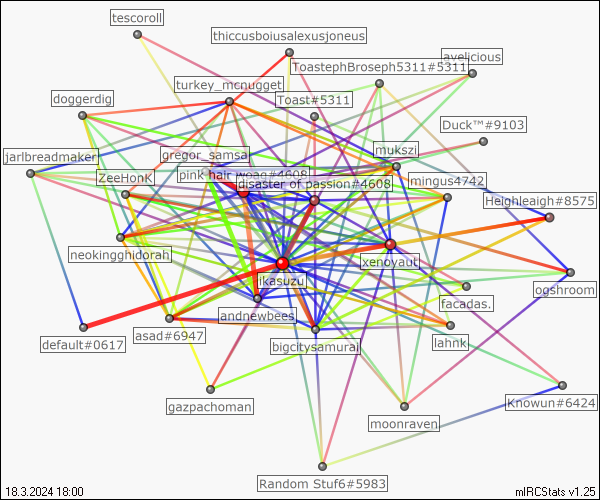 tescoroll
thiccusboiusalexusjoneus
avelicious
ToastephBroseph5311#5311
turkey_mcnugget
doggerdig
Toast#5311
Duck™#9103
mukszi
gregor_samsa
jarlbreadmaker
pink hair woag#4608
ZeeHonK
disaster of passion#4608
mingus4742
Heighleaigh#8575
neokingghidorah
xenoyaut
ikasuzu
ogshroom
facadas.
andrewbees
asad#6947
lahnk
default#0617
bigcitysamurai
gazpachoman
Knowun#6424
moonraven
Random Stuf6#5983
18.3.2024 18:00
mIRCStats v1.25